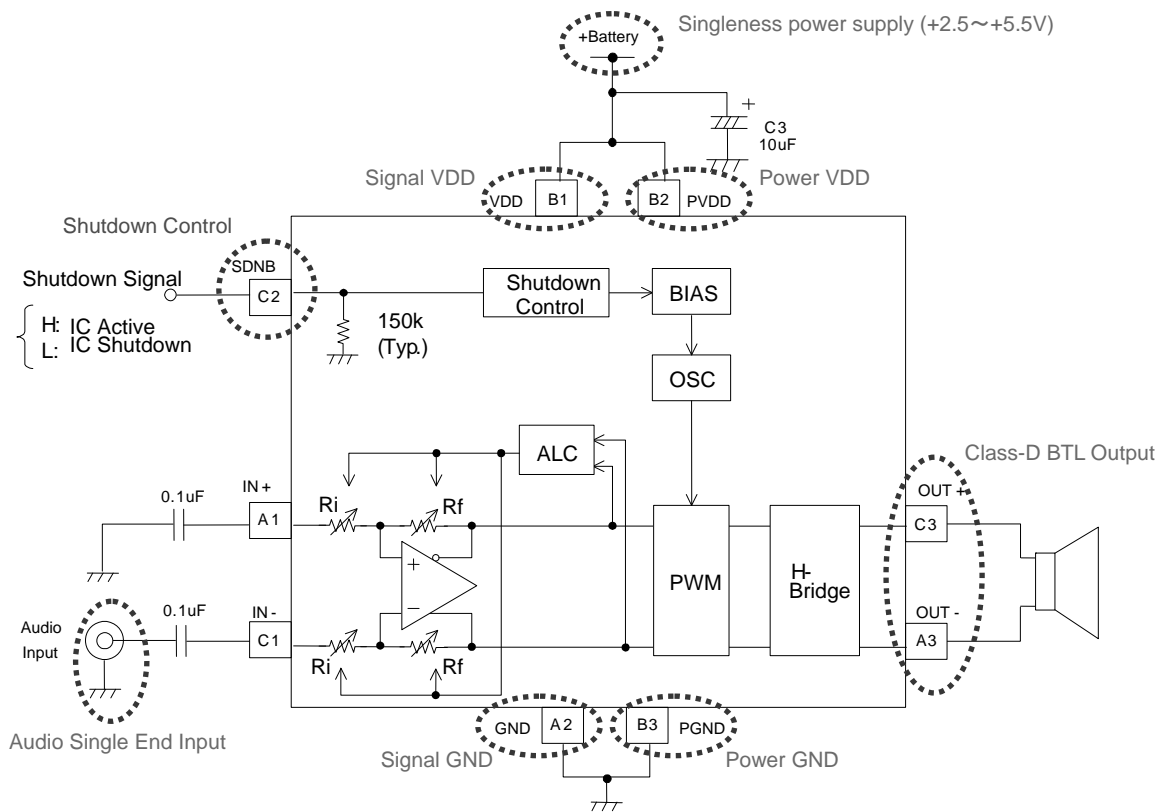 Singleness power supply (+2.5～+5.5V)
+Battery
+
C3
10uF
Signal VDD
Power VDD
VDD
B1
B2
PVDD
Shutdown Control
SDNB
Shutdown Signal
C2
H: IC Active
L: IC Shutdown
150k
(Typ.)
Shutdown
Control
BIAS
OSC
ALC
Class-D BTL Output
0.1uF
IN +
A1
Ri
Rf
OUT +
C3
+
−
PWM
H-
Bridge
Audio
Input
0.1uF
IN -
C1
Ri
Rf
OUT -
A3
Audio Single End Input
GND
A2
B3
PGND
Signal GND
Power GND